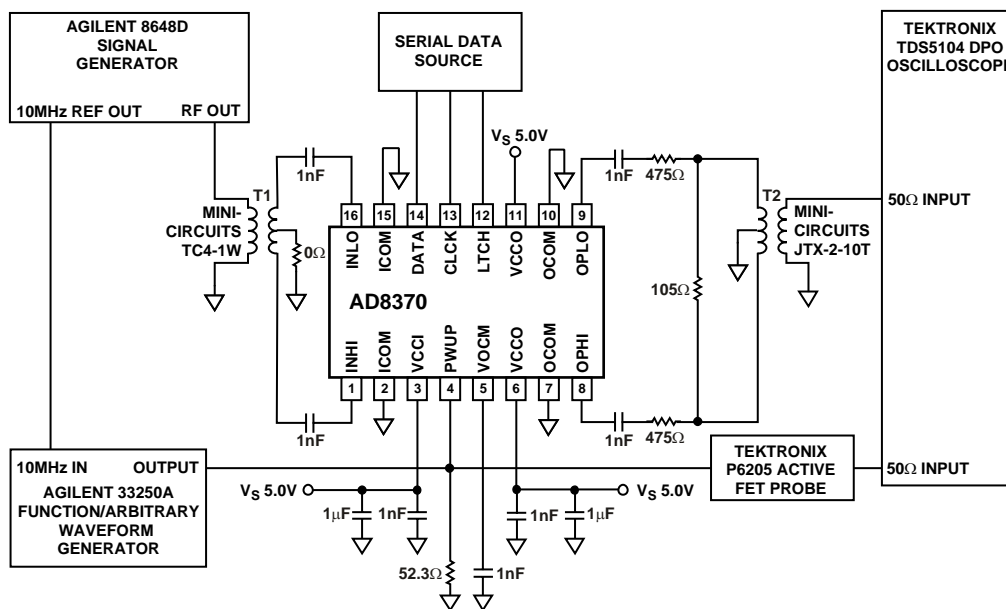 AGILENT 8648D
SIGNAL
GENERATOR
10MHz REF OUT
RF OUT
SERIAL DATA
SOURCE
TEKTRONIX
TDS5104 DPO
OSCILLOSCOPE
VS 5.0V
1nF
T1
MINI-
CIRCUITS
TC4-1W
0Ω
1nF
475Ω
T2
MINI-
CIRCUITS
JTX-2-10T
50Ω INPUT
16
15
14
13
12
11
10
9
INLO
ICOM
DATA
CLCK
LTCH
VCCO
OCOM
OPLO
AD8370
105Ω
INHI
ICOM
VCCI
PWUP
VOCM
VCCO
OCOM
OPHI
1
2
3
4
5
6
7
8
1nF
1nF
475Ω
10MHz IN
OUTPUT
AGILENT 33250A
FUNCTION/ARBITRARY
WAVEFORM
GENERATOR
TEKTRONIX
P6205 ACTIVE
FET PROBE
50Ω INPUT
VS 5.0V
VS 5.0V
1μF
1nF
1nF
1μF
52.3Ω
1nF